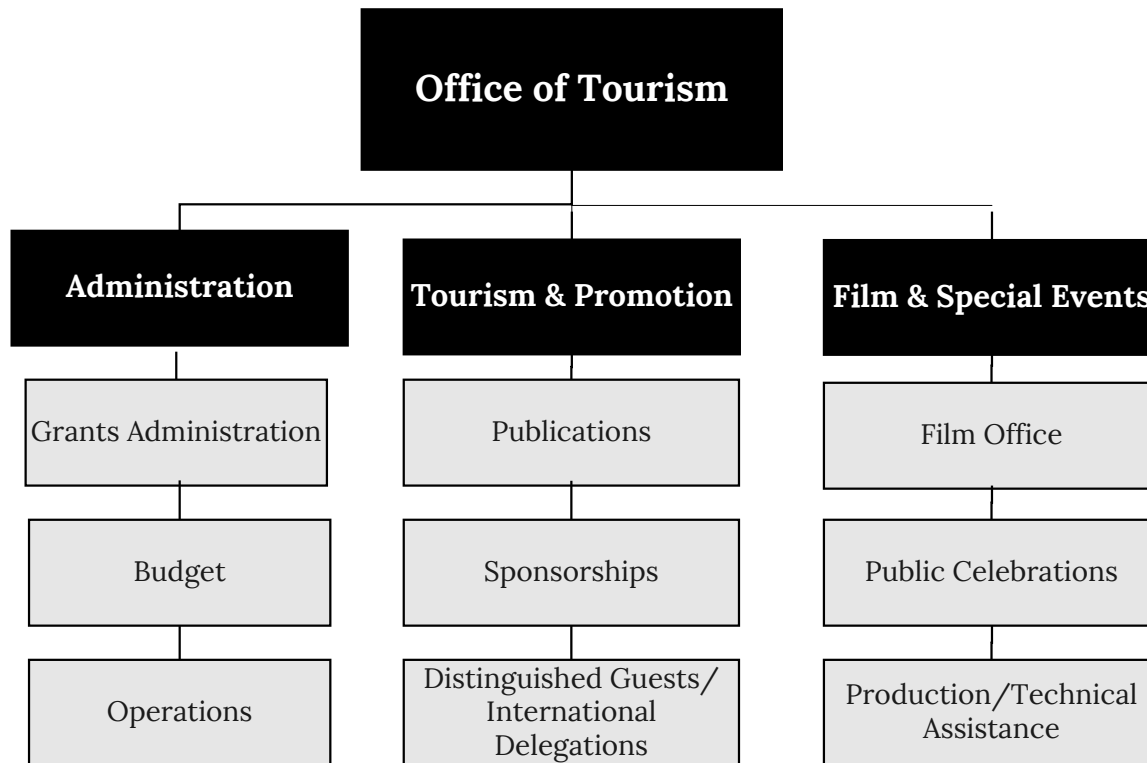 Office of Tourism
Administration
Tourism & Promotion
Film & Special Events
Grants Administration
Publications
Film Office
Budget
Sponsorships
Public Celebrations
Operations
Distinguished Guests/
International
Delegations
Production/Technical
Assistance